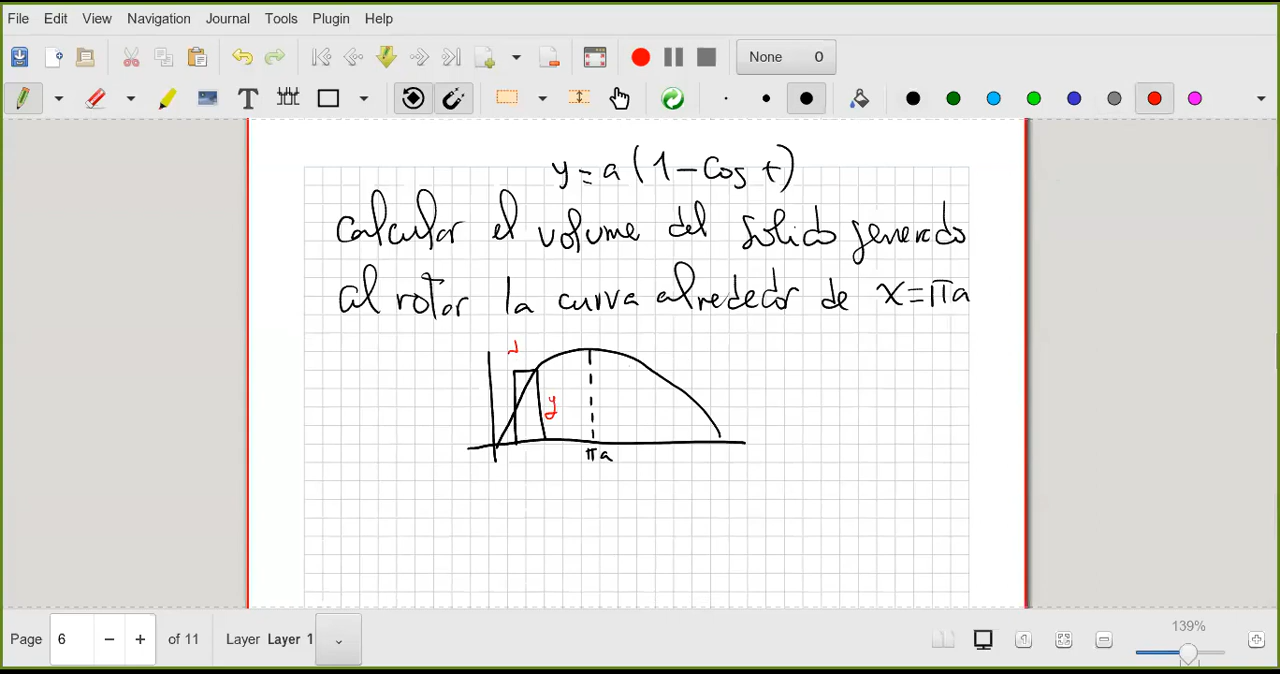 File Edit View Navigation Journal Tools Plugin Help
None 0
T
y = a (1 - Cos t)
calcular el volume del solido generado
al rotar la curva alrededor de x = πa
y
πa
Page 6 of 11 Layer Layer 1 139%